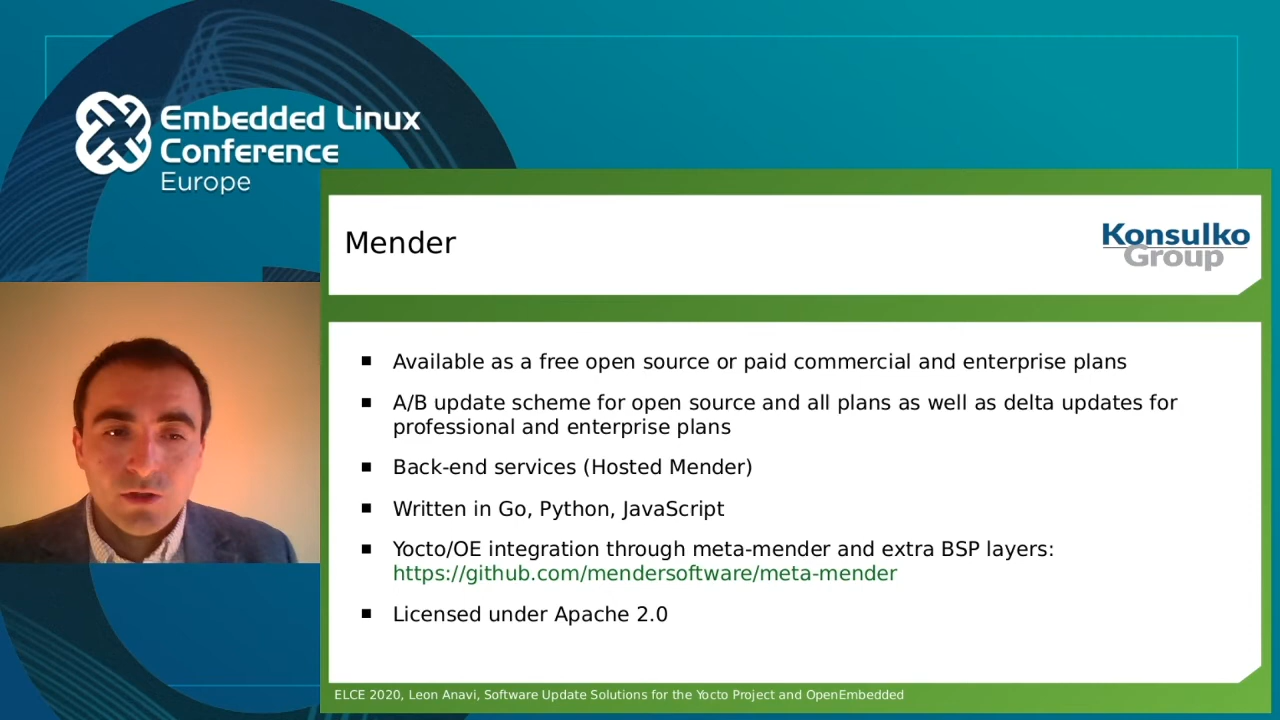 Embedded Linux
Conference
Europe
Mender
Konsulko
Group
Available as a free open source or paid commercial and enterprise plans
A/B update scheme for open source and all plans as well as delta updates for
professional and enterprise plans
Back-end services (Hosted Mender)
Written in Go, Python, JavaScript
Yocto/OE integration through meta-mender and extra BSP layers:
https://github.com/mendersoftware/meta-mender
Licensed under Apache 2.0
ELCE 2020, Leon Anavi, Software Update Solutions for the Yocto Project and OpenEmbedded